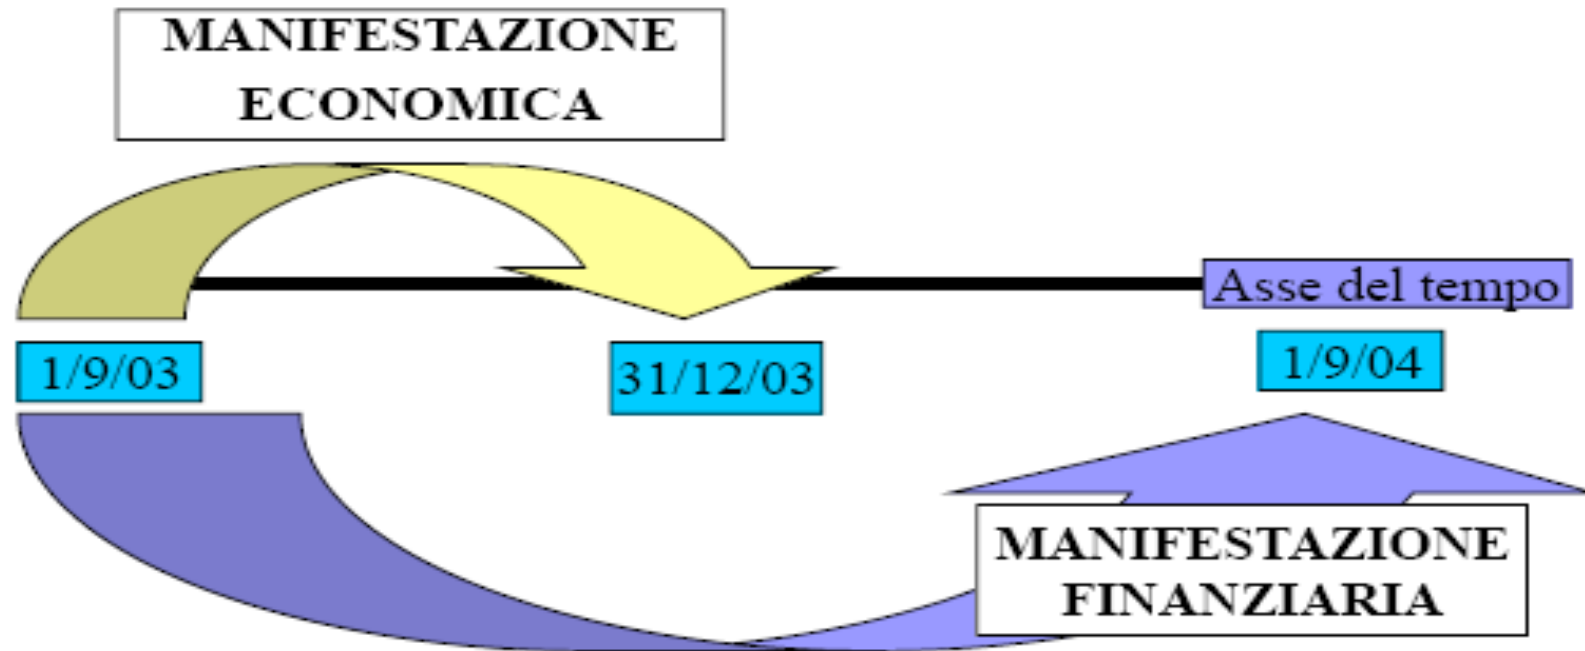 MANIFESTAZIONE
ECONOMICA
Asse del tempo
1/9/03
31/12/03
1/9/04
MANIFESTAZIONE
FINANZIARIA